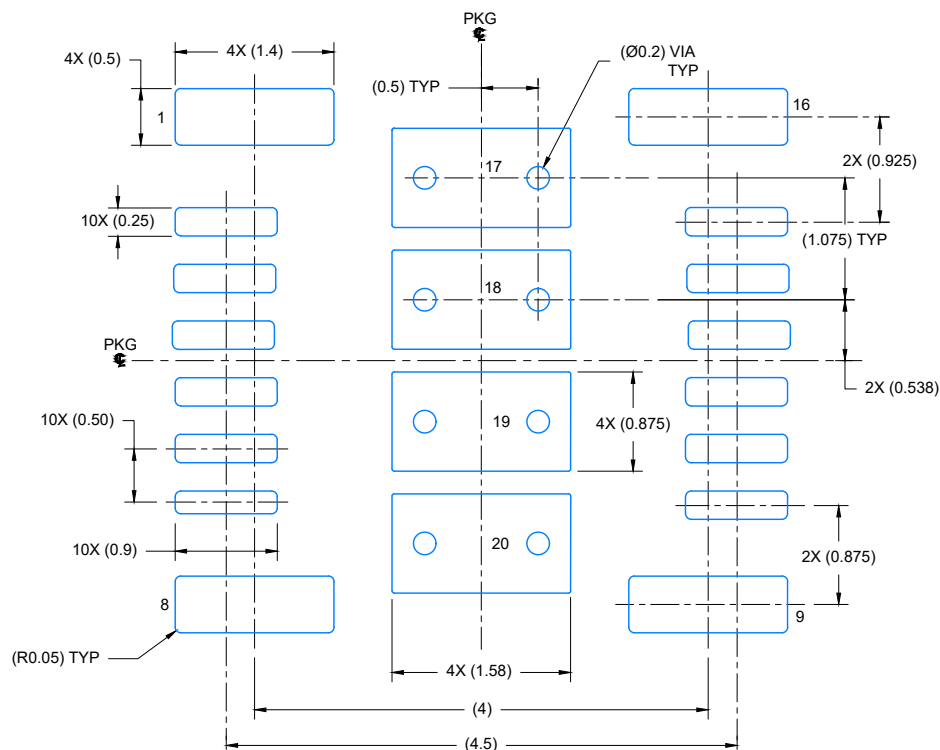 PKG
4X (1.4)
(Ø0.2) VIA
TYP
4X (0.5)
(0.5) TYP
1
16
17
2X (0.925)
10X (0.25)
(1.075) TYP
18
PKG
2X (0.538)
10X (0.50)
19
4X (0.875)
10X (0.9)
20
2X (0.875)
8
9
(R0.05) TYP
4X (1.58)
(4)
(4.5)